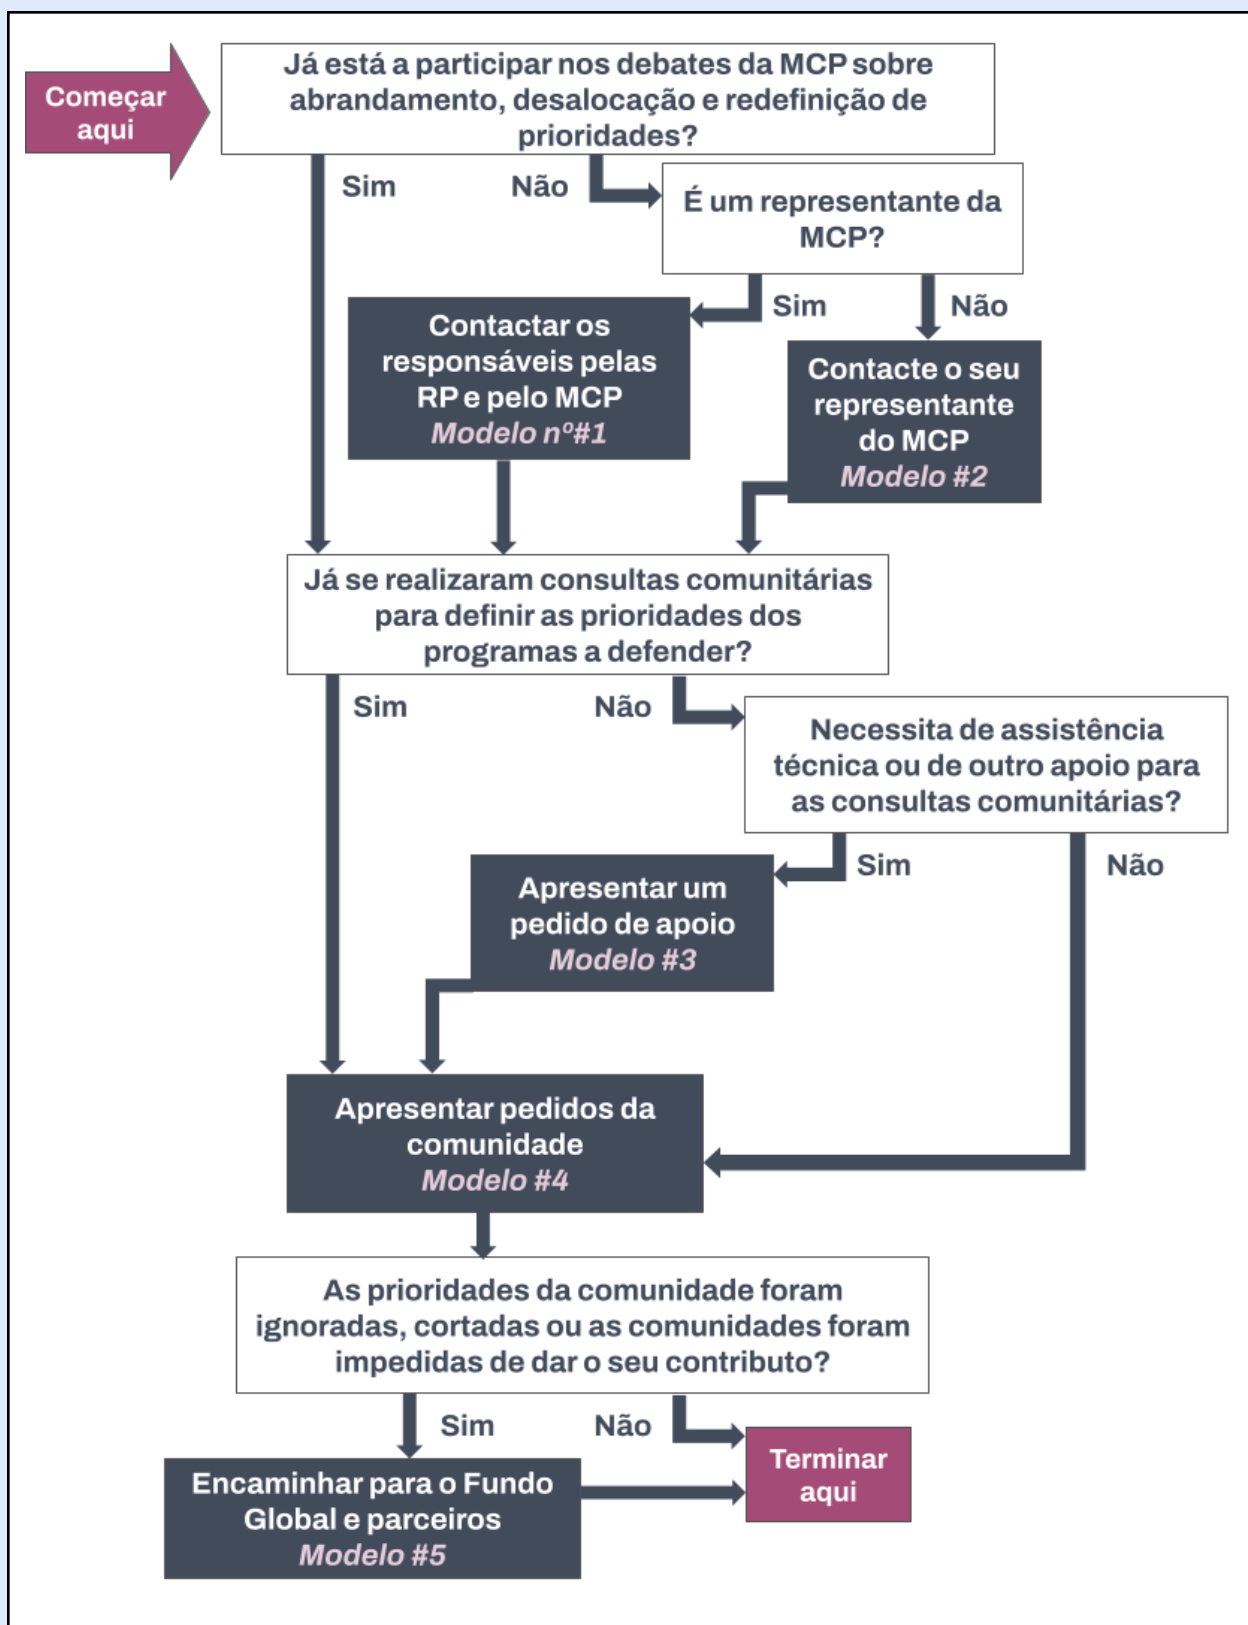 Começar
aqui
Já está a participar nos debates da MCP sobre
abrandamento, desalocação e redefinição de
prioridades?
Sim
Não
É um representante da
MCP?
Sim
Não
Contactar os
responsáveis pelas
RP e pelo MCP
Modelo nº#1
Contacte o seu
representante
do MCP
Modelo #2
Já se realizaram consultas comunitárias
para definir as prioridades dos
programas a defender?
Sim
Não
Necessita de assistência
técnica ou de outro apoio para
as consultas comunitárias?
Sim
Não
Apresentar um
pedido de apoio
Modelo #3
Apresentar pedidos da
comunidade
Modelo #4
As prioridades da comunidade foram
ignoradas, cortadas ou as comunidades foram
impedidas de dar o seu contributo?
Sim
Não
Encaminhar para o Fundo
Global e parceiros
Modelo #5
Terminar
aqui